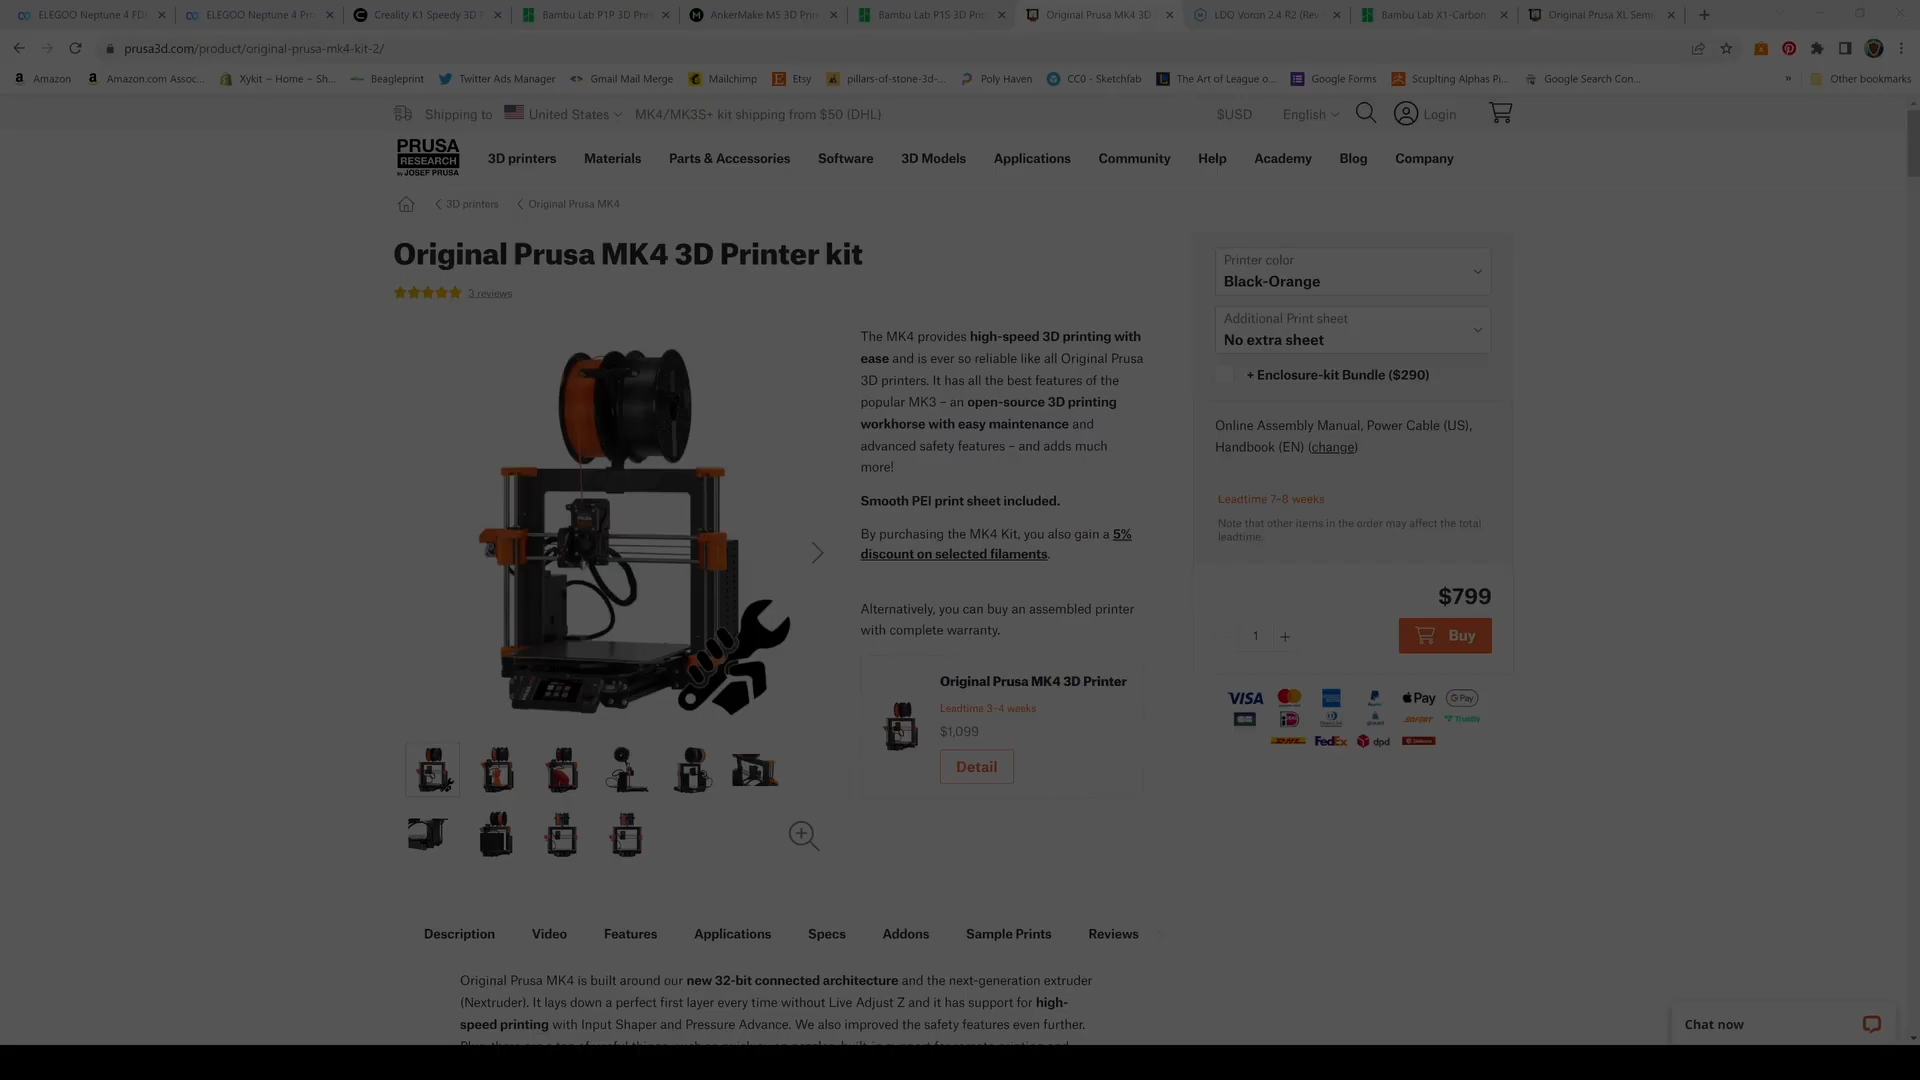 ELEGOO Neptune 4 FD
ELEGOO Neptune 4 Pr
Creality K1 Speedy 3D
Bambu Lab P1P 3D Pri
AnkerMake M5 3D Prin
Bambu Lab P1S 3D Pri
Original Prusa MK4 3D
LDO Voron 2.4 R2 (Rev
Bambu Lab X1-Carbon
Original Prusa XL Sem
prusa3d.com/product/original-prusa-mk4-kit-2/
Amazon
Amazon.com Assoc...
Xykit – Home – Sh...
Beagleprint
Twitter Ads Manager
Gmail Mail Merge
Mailchimp
Etsy
pillars-of-stone-3d-...
Poly Haven
CC0 - Sketchfab
The Art of League o...
Google Forms
Scuplting Alphas Pi...
Google Search Con...
»
Other bookmarks
Shipping to United States MK4/MK3S+ kit shipping from $50 (DHL)
$USD English Login
PRUSA
RESEARCH
by JOSEF PRUSA
3D printers Materials Parts & Accessories Software 3D Models Applications Community Help Academy Blog Company
3D printers Original Prusa MK4
Original Prusa MK4 3D Printer kit
3 reviews
The MK4 provides high-speed 3D printing with
ease and is ever so reliable like all Original Prusa
3D printers. It has all the best features of the
popular MK3 – an open-source 3D printing
workhorse with easy maintenance and
advanced safety features – and adds much
more!
Smooth PEI print sheet included.
By purchasing the MK4 Kit, you also gain a 5%
discount on selected filaments.
Alternatively, you can buy an assembled printer
with complete warranty.
Original Prusa MK4 3D Printer
Leadtime 3-4 weeks
$1,099
Detail
Printer color
Black-Orange
Additional Print sheet
No extra sheet
+ Enclosure-kit Bundle ($290)
Online Assembly Manual, Power Cable (US),
Handbook (EN) (change)
Leadtime 7-8 weeks
Note that other items in the order may affect the total
leadtime.
$799
1 +
Buy
VISA
Pay
G Pay
SOFORT
Trustly
DHL
FedEx
dpd
Description Video Features Applications Specs Addons Sample Prints Reviews
Original Prusa MK4 is built around our new 32-bit connected architecture and the next-generation extruder
(Nextruder). It lays down a perfect first layer every time without Live Adjust Z and it has support for high-
speed printing with Input Shaper and Pressure Advance. We also improved the safety features even further.
Chat now